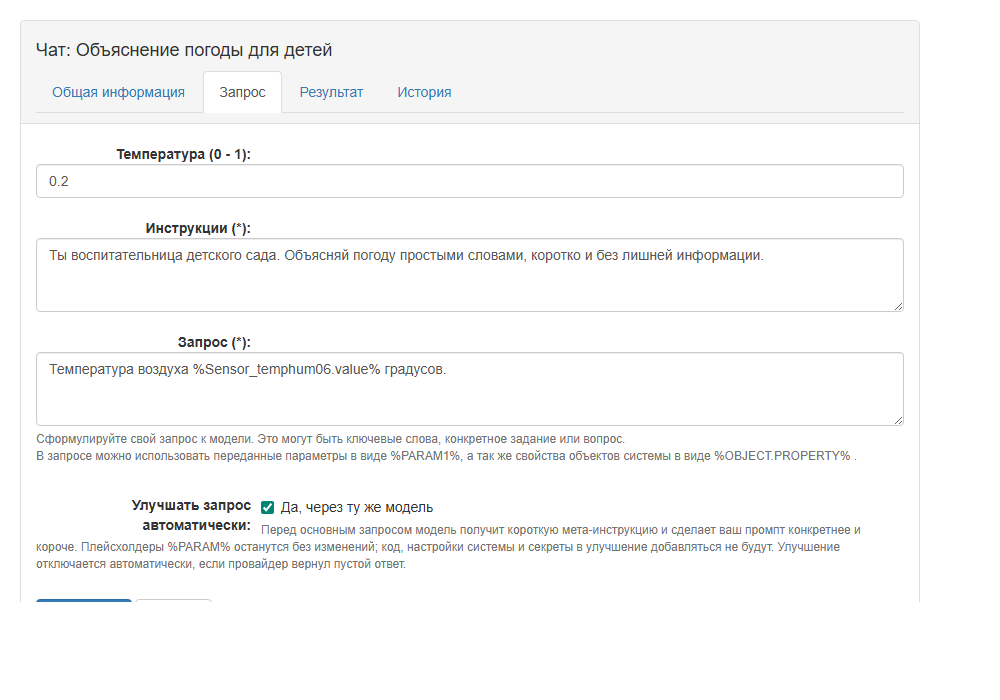 Чат: Объяснение погоды для детей
Общая информация Запрос Результат История
Температура (0 - 1):
0.2
Инструкции (*):
Ты воспитательница детского сада. Объясняй погоду простыми словами, коротко и без лишней информации.
Запрос (*):
Температура воздуха %Sensor_temphum06.value% градусов.
Сформулируйте свой запрос к модели. Это могут быть ключевые слова, конкретное задание или вопрос.
В запросе можно использовать переданные параметры в виде %PARAM1%, а так же свойства объектов системы в виде %OBJECT.PROPERTY% .
Улучшать запрос автоматически:
Да, через ту же модель
Перед основным запросом модель получит короткую мета-инструкцию и сделает ваш промпт конкретнее и
короче. Плейсхолдеры %PARAM% останутся без изменений; код, настройки системы и секреты в улучшение добавляться не будут. Улучшение
отключается автоматически, если провайдер вернул пустой ответ.